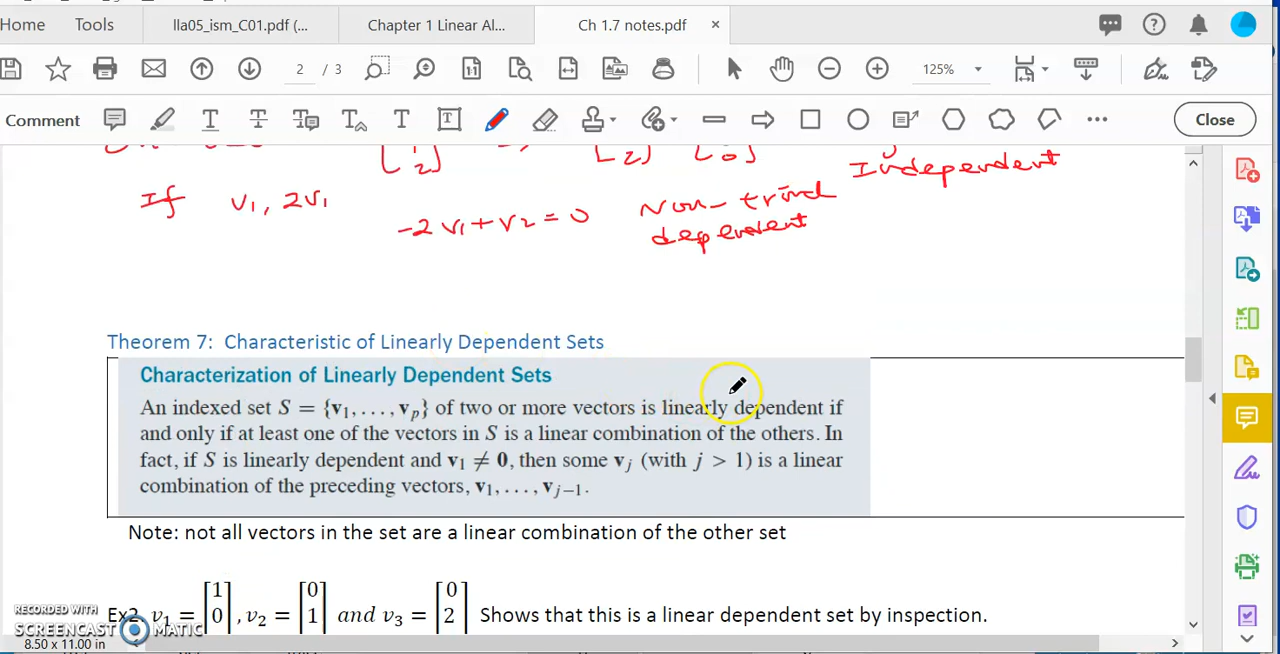 Home Tools lla05_ism_C01.pdf (... Chapter 1 Linear Al... Ch 1.7 notes.pdf ×
2 / 3 125%
Comment Close
If v₁, 2v₁ Non-trivial Independent
-2v₁+v₂=0 dependent
Theorem 7: Characteristic of Linearly Dependent Sets
Characterization of Linearly Dependent Sets
An indexed set S = {v₁, . . . , vₚ} of two or more vectors is linearly dependent if
and only if at least one of the vectors in S is a linear combination of the others. In
fact, if S is linearly dependent and v₁ ≠ 0, then some vⱼ (with j > 1) is a linear
combination of the preceding vectors, v₁, . . . , vⱼ₋₁.
Note: not all vectors in the set are a linear combination of the other set
Ex2. v₁ = [1 0], v₂ = [0 1] and v₃ = [0 2] Shows that this is a linear dependent set by inspection.
RECORDED WITH
SCREENCAST MATIC
8.50 x 11.00 in